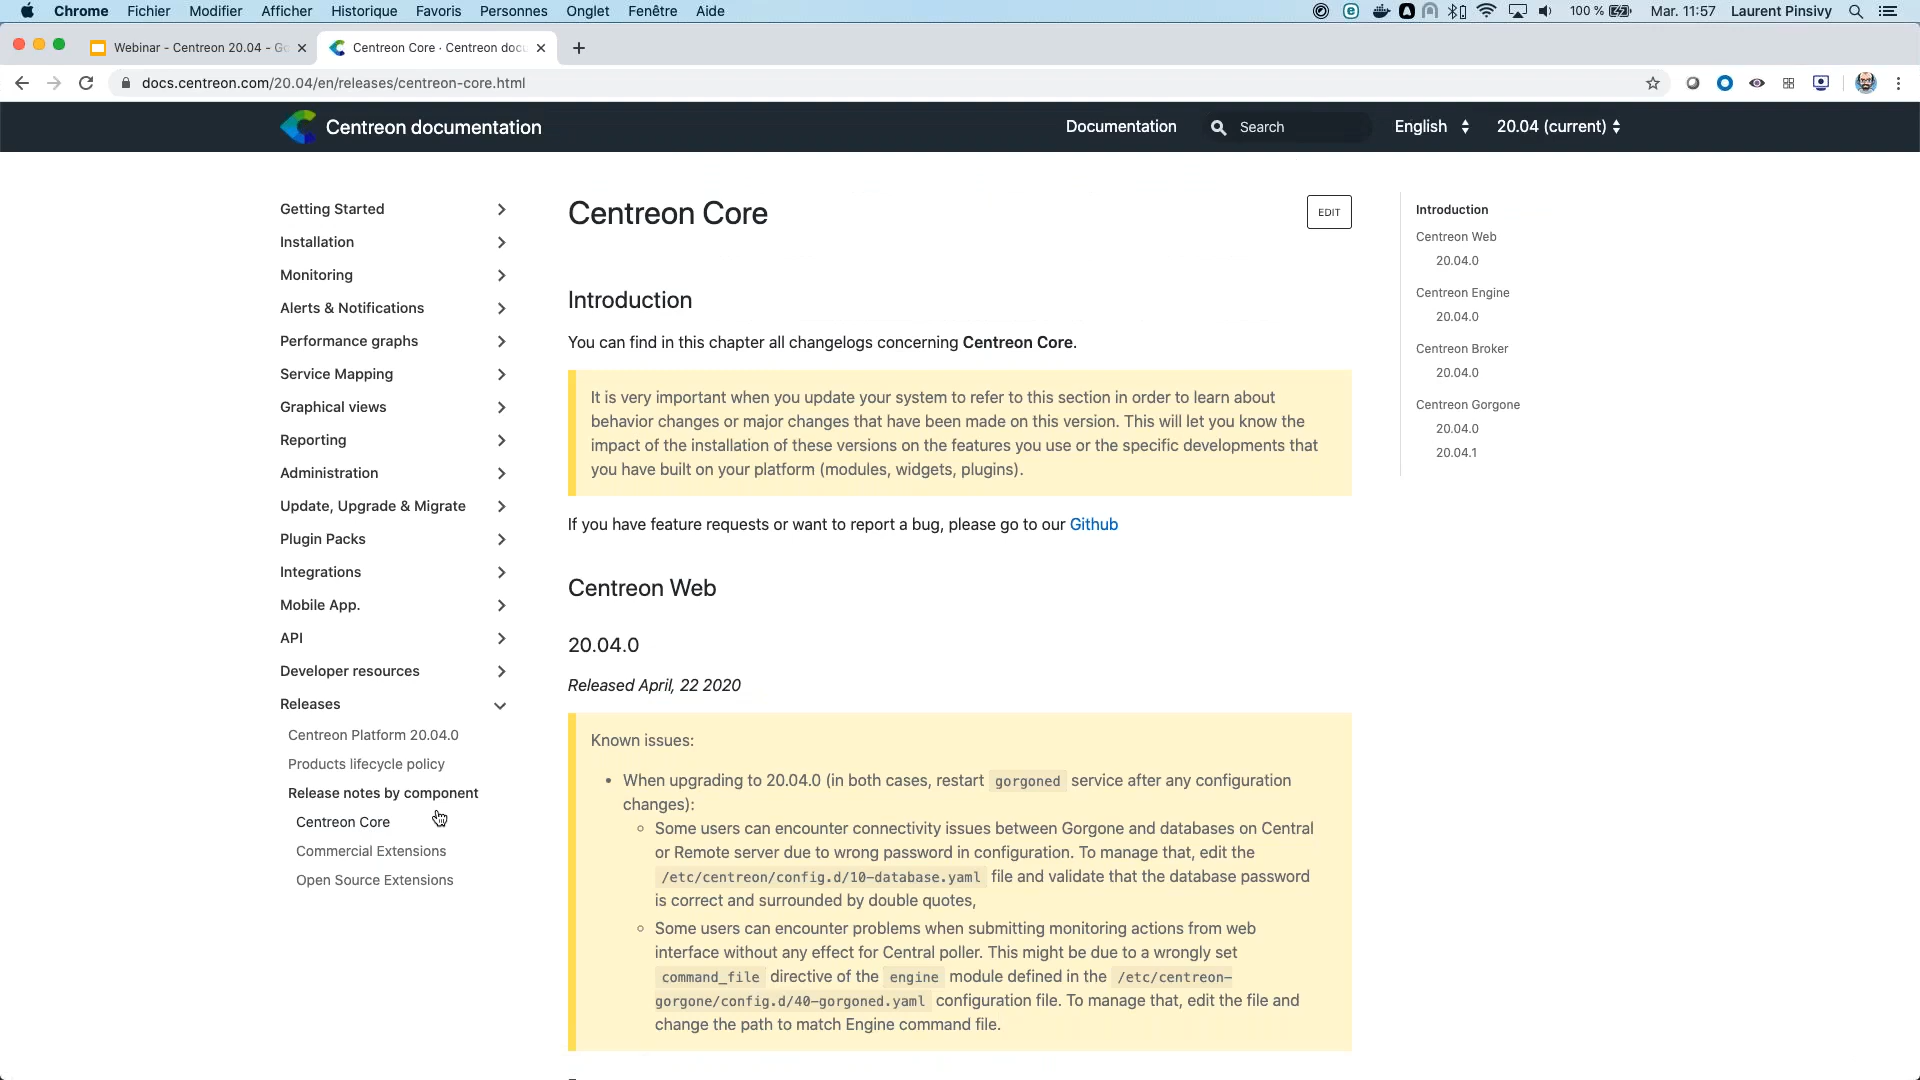 Chrome Fichier Modifier Afficher Historique Favoris Personnes Onglet Fenêtre Aide 100 % Mar. 11:57 Laurent Pinsivy
Webinar - Centreon 20.04 - Go
Centreon Core · Centreon docu
docs.centreon.com/20.04/en/releases/centreon-core.html
Centreon documentation
Documentation
Search
English
20.04 (current)
Getting Started
Installation
Monitoring
Alerts & Notifications
Performance graphs
Service Mapping
Graphical views
Reporting
Administration
Update, Upgrade & Migrate
Plugin Packs
Integrations
Mobile App.
API
Developer resources
Releases
Centreon Platform 20.04.0
Products lifecycle policy
Release notes by component
Centreon Core
Commercial Extensions
Open Source Extensions
Centreon Core
EDIT
Introduction
You can find in this chapter all changelogs concerning Centreon Core.
It is very important when you update your system to refer to this section in order to learn about
behavior changes or major changes that have been made on this version. This will let you know the
impact of the installation of these versions on the features you use or the specific developments that
you have built on your platform (modules, widgets, plugins).
If you have feature requests or want to report a bug, please go to our Github
Centreon Web
20.04.0
Released April, 22 2020
Known issues:
• When upgrading to 20.04.0 (in both cases, restart gorgoned service after any configuration
changes):
○ Some users can encounter connectivity issues between Gorgone and databases on Central
or Remote server due to wrong password in configuration. To manage that, edit the
/etc/centreon/config.d/10-database.yaml file and validate that the database password
is correct and surrounded by double quotes,
○ Some users can encounter problems when submitting monitoring actions from web
interface without any effect for Central poller. This might be due to a wrongly set
command_file directive of the engine module defined in the /etc/centreon-
gorgone/config.d/40-gorgoned.yaml configuration file. To manage that, edit the file and
change the path to match Engine command file.
Introduction
Centreon Web
20.04.0
Centreon Engine
20.04.0
Centreon Broker
20.04.0
Centreon Gorgone
20.04.0
20.04.1